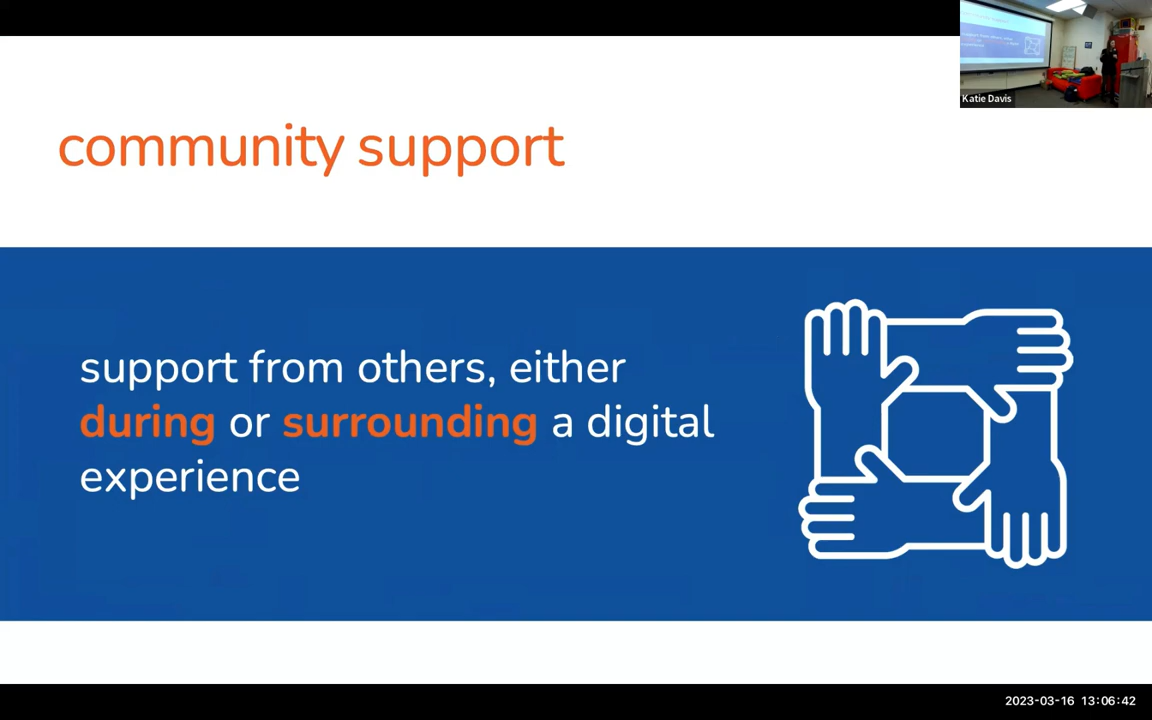 community support
Katie Davis
support from others, either
during or surrounding a digital
experience
2023-03-16 13:06:42